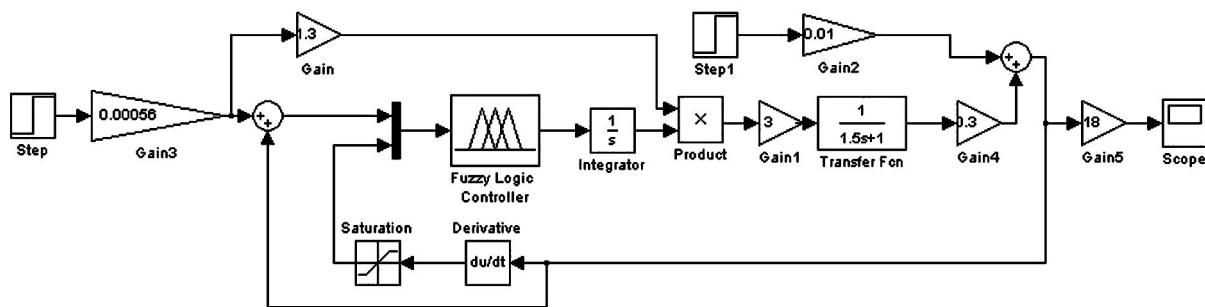 1.3
Gain
0.01
Step1
Gain2
0.00056
Step
Gain3
+
+
Fuzzy Logic
Controller
1
s
Integrator
×
Product
3
Gain1
1
1.5s+1
Transfer Fcn
0.3
Gain4
+
+
18
Gain5
Scope
Saturation
Derivative
du/dt